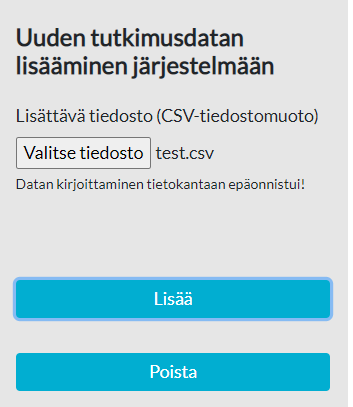 Uuden tutkimusdatan
lisääminen järjestelmään
Lisättävä tiedosto (CSV-tiedostomuoto)
Valitse tiedosto test.csv
Datan kirjoittaminen tietokantaan epäonnistui!
Lisää
Poista